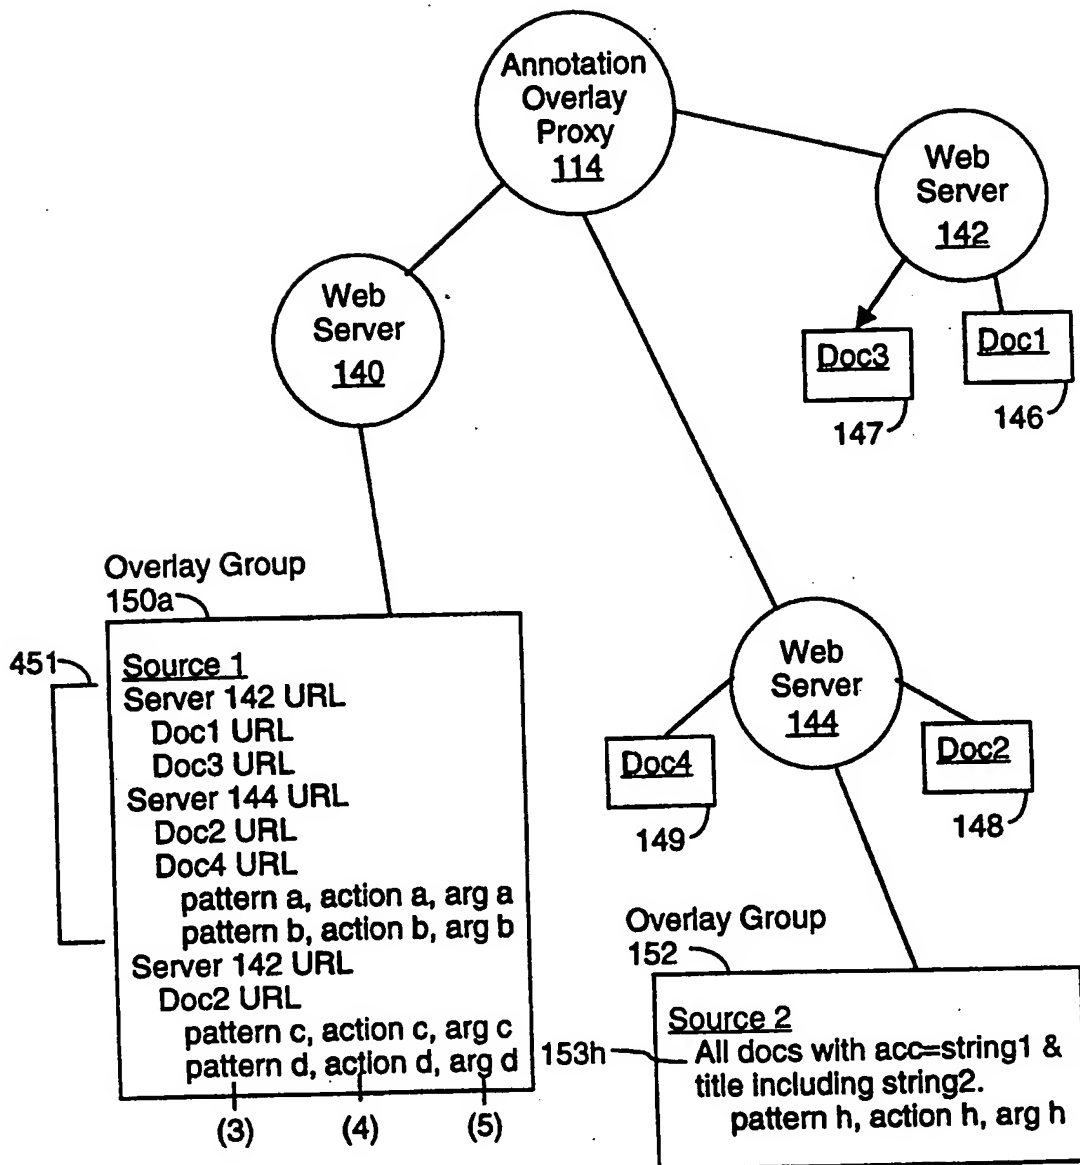 Annotation
Overlay
Proxy
114
Web
Server
142
Web
Server
140
Doc3
Doc1
147
146
Overlay Group
150a
451
Source 1
Server 142 URL
Doc1 URL
Doc3 URL
Server 144 URL
Doc2 URL
Doc4 URL
pattern a, action a, arg a
pattern b, action b, arg b
Server 142 URL
Doc2 URL
pattern c, action c, arg c
pattern d, action d, arg d
(3) (4) (5)
Web
Server
144
Doc4
Doc2
149
148
Overlay Group
152
Source 2
153h
All docs with acc=string1 &
title including string2.
pattern h, action h, arg h